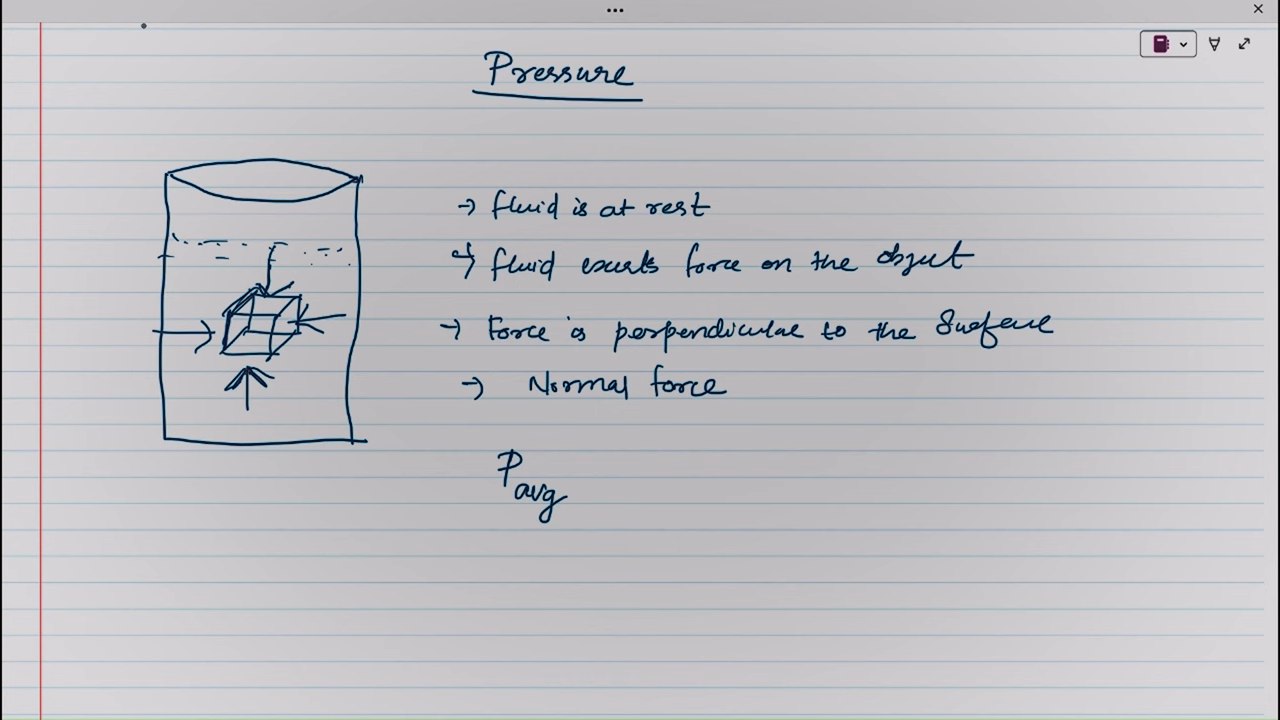 Pressure
→ fluid is at rest
→ fluid exerts force on the object
→ Force is perpendicular to the Surface
→ Normal force
Pavg